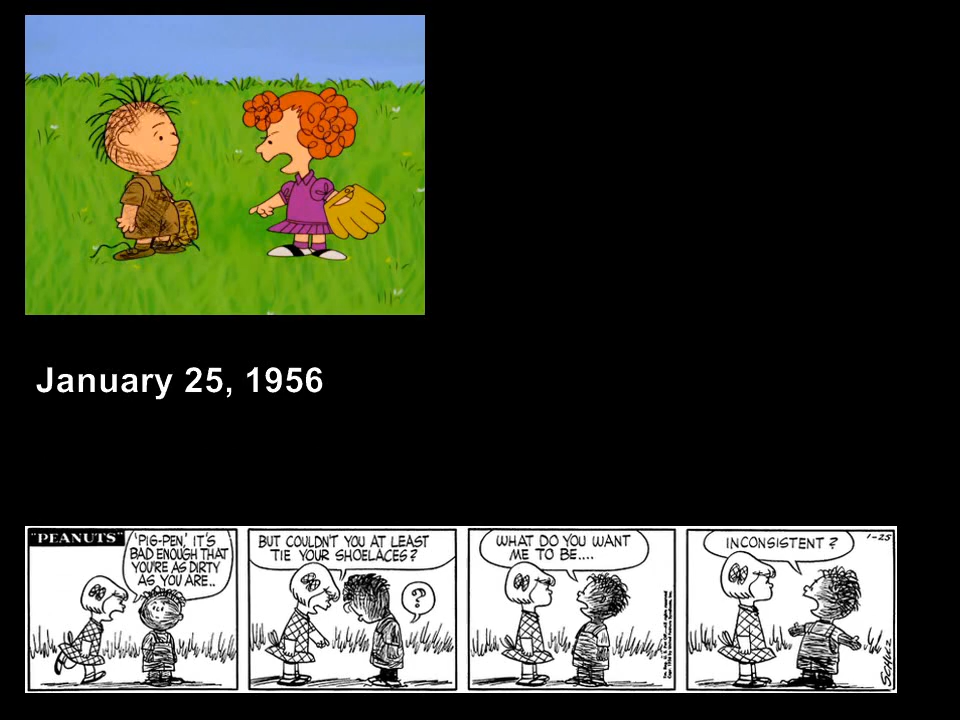 January 25, 1956
"PEANUTS"
'PIG-PEN,' IT'S
BAD ENOUGH THAT
YOU'RE AS DIRTY
AS YOU ARE..
BUT COULDN'T YOU AT LEAST
TIE YOUR SHOELACES?
?
WHAT DO YOU WANT
ME TO BE....
INCONSISTENT?
1-25
SCHULZ